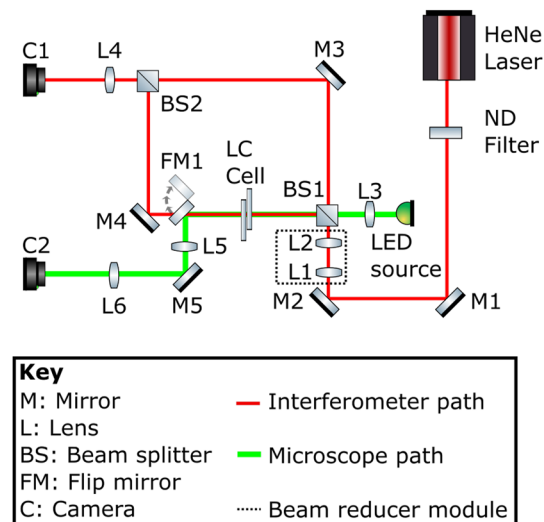 C1
L4
M3
HeNe
Laser
BS2
ND
Filter
FM1
LC
Cell
BS1
L3
M4
C2
L5
L2
LED
source
L1
L6
M5
M2
M1
Key
M: Mirror
L: Lens
BS: Beam splitter
FM: Flip mirror
C: Camera
Interferometer path
Microscope path
Beam reducer module